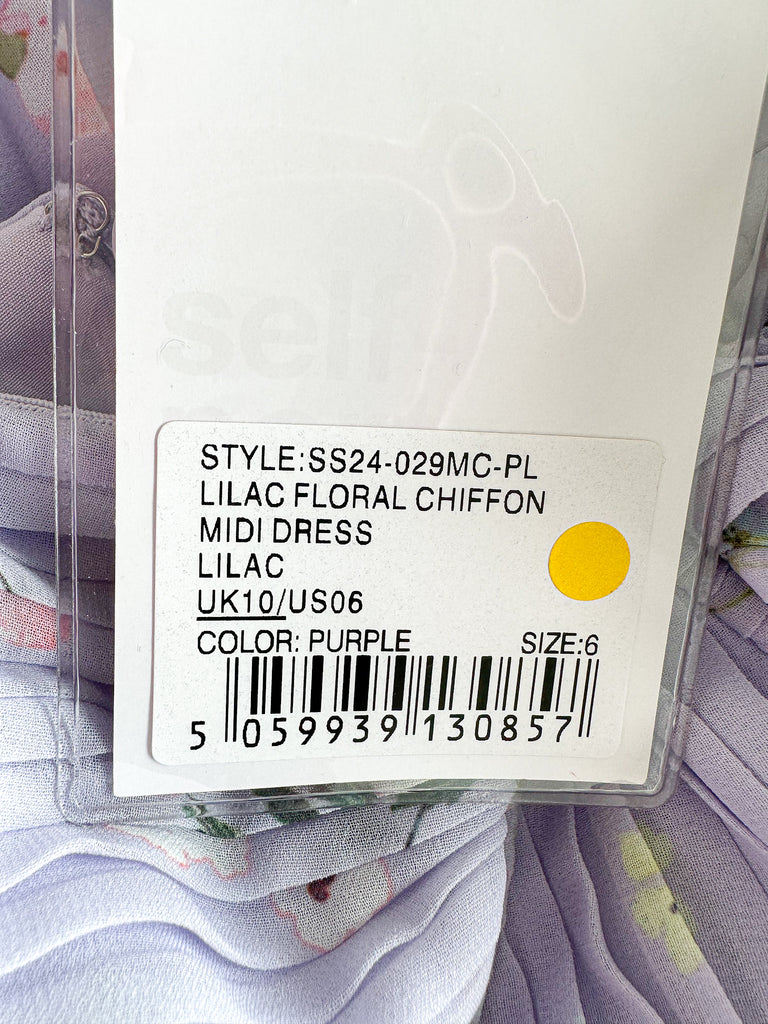 self
STYLE:SS24-029MC-PL
LILAC FLORAL CHIFFON
MIDI DRESS
LILAC
UK10/US06
COLOR: PURPLE SIZE:6
5 059939 130857